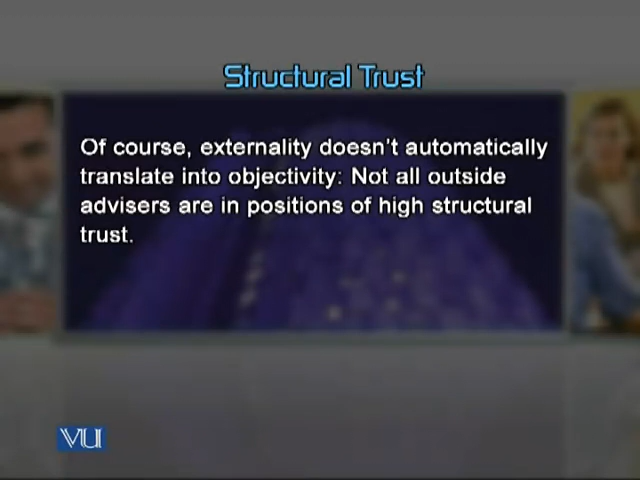 Structural Trust
Of course, externality doesn't automatically
translate into objectivity: Not all outside
advisers are in positions of high structural
trust.
VU